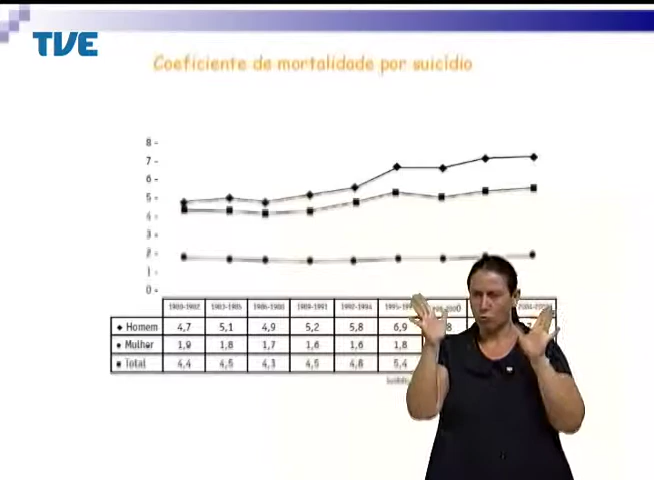 TVE
Coeficiente de mortalidade por suicídio
8
7
6
5
4
3
2
1
0
1980-1982 1983-1985 1986-1988 1989-1991 1992-1994
Homem 4,7 5,1 4,9 5,2 5,8 6,9
Mulher 1,9 1,8 1,7 1,6 1,6 1,8
Total 4,4 4,5 4,3 4,5 4,8 5,4